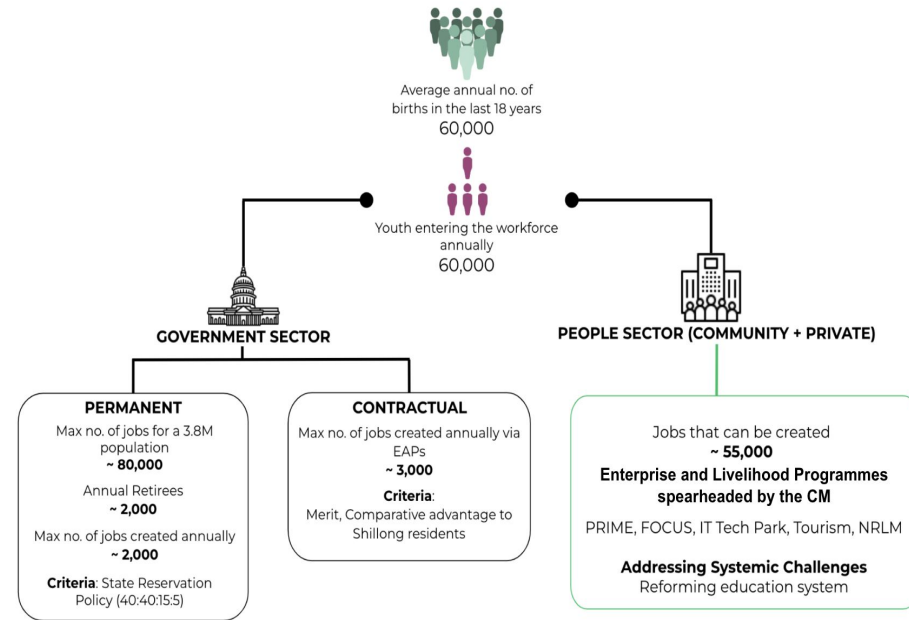 Average annual no. of
births in the last 18 years
60,000
Youth entering the workforce
annually
60,000
GOVERNMENT SECTOR
PEOPLE SECTOR (COMMUNITY + PRIVATE)
PERMANENT
Max no. of jobs for a 3.8M
population
~ 80,000
Annual Retirees
~ 2,000
Max no. of jobs created annually
~ 2,000
Criteria: State Reservation
Policy (40:40:15:5)
CONTRACTUAL
Max no. of jobs created annually via
EAPs
~ 3,000
Criteria:
Merit, Comparative advantage to
Shillong residents
Jobs that can be created
~ 55,000
Enterprise and Livelihood Programmes
spearheaded by the CM
PRIME, FOCUS, IT Tech Park, Tourism, NRLM
Addressing Systemic Challenges
Reforming education system